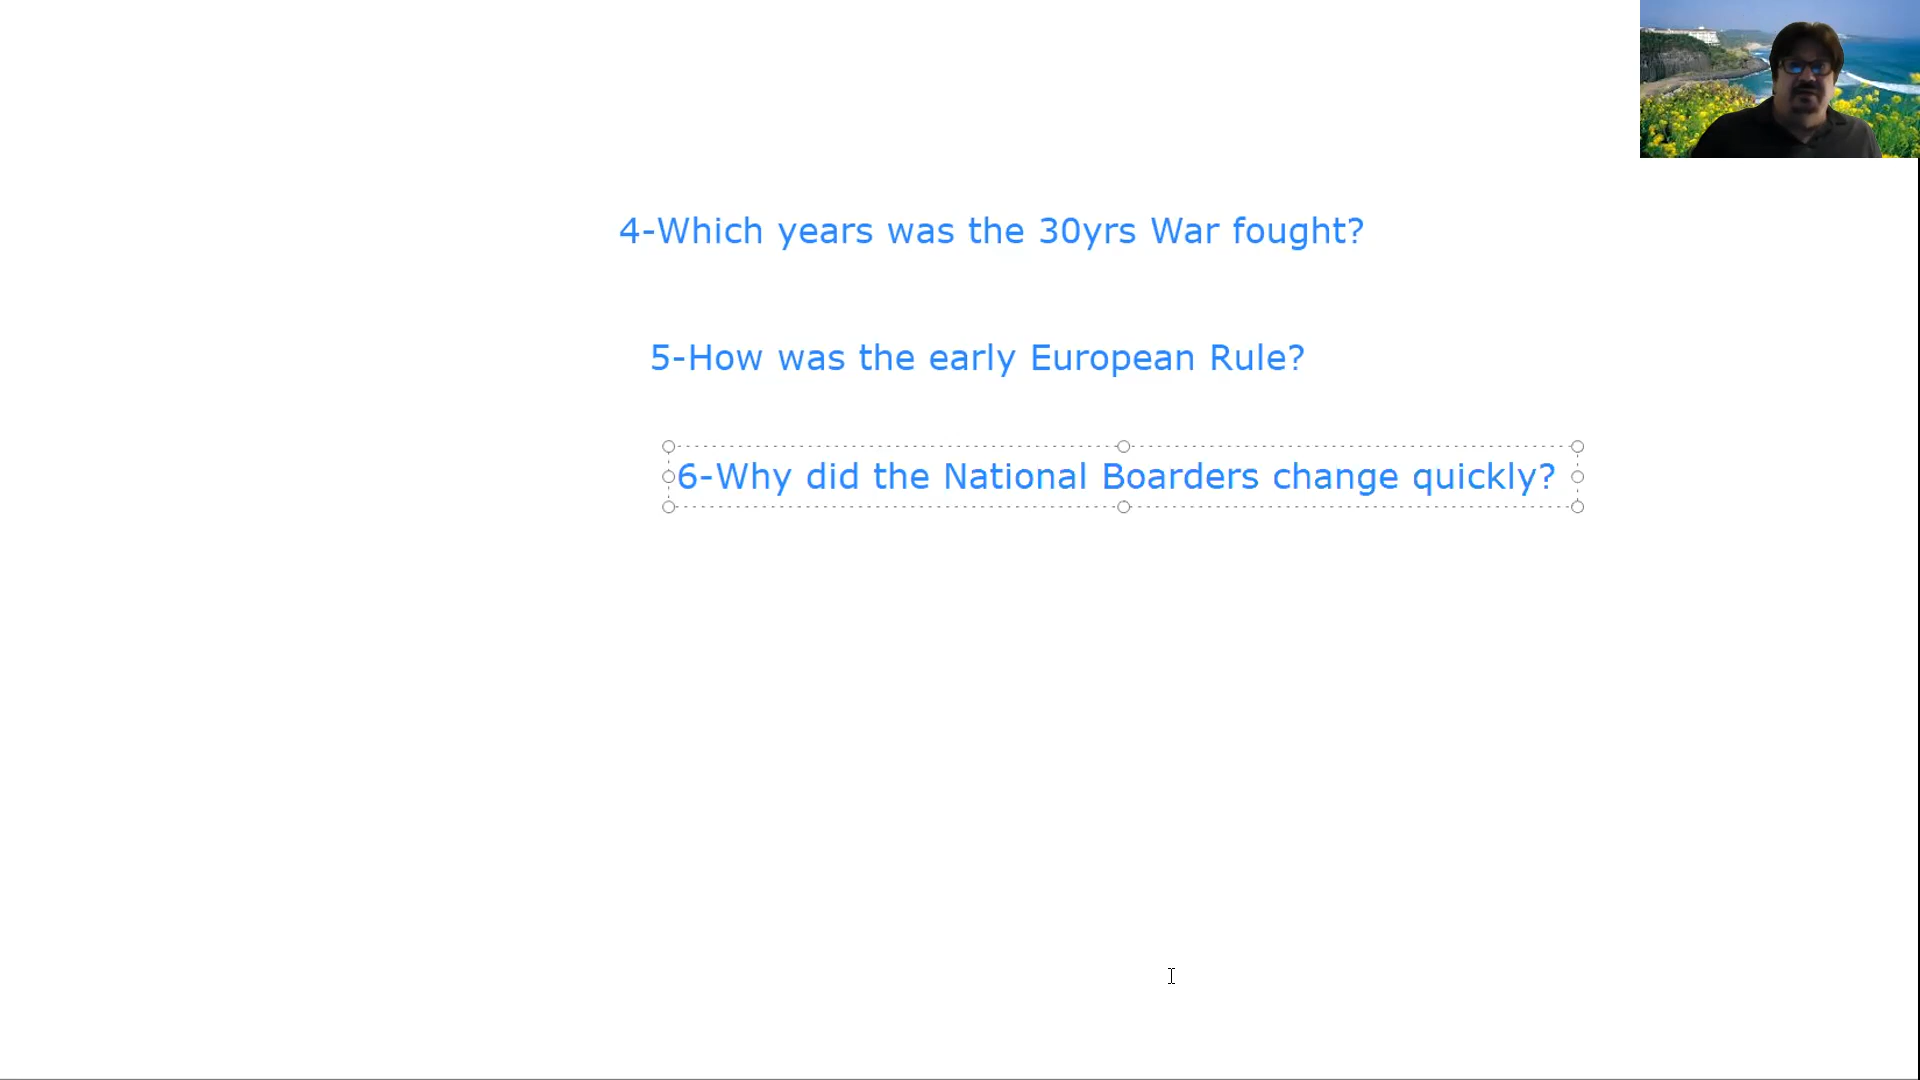 4-Which years was the 30yrs War fought?
5-How was the early European Rule?
6-Why did the National Boarders change quickly?